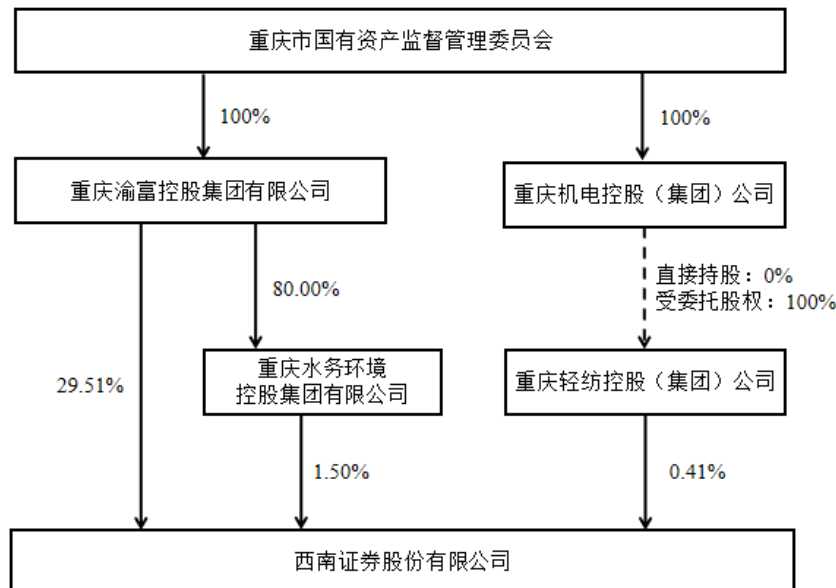 重庆市国有资产监督管理委员会
100%
100%
重庆渝富控股集团有限公司
重庆机电控股（集团）公司
直接持股：0%
受委托股权：100%
80.00%
29.51%
重庆水务环境
控股集团有限公司
重庆轻纺控股（集团）公司
1.50%
0.41%
西南证券股份有限公司